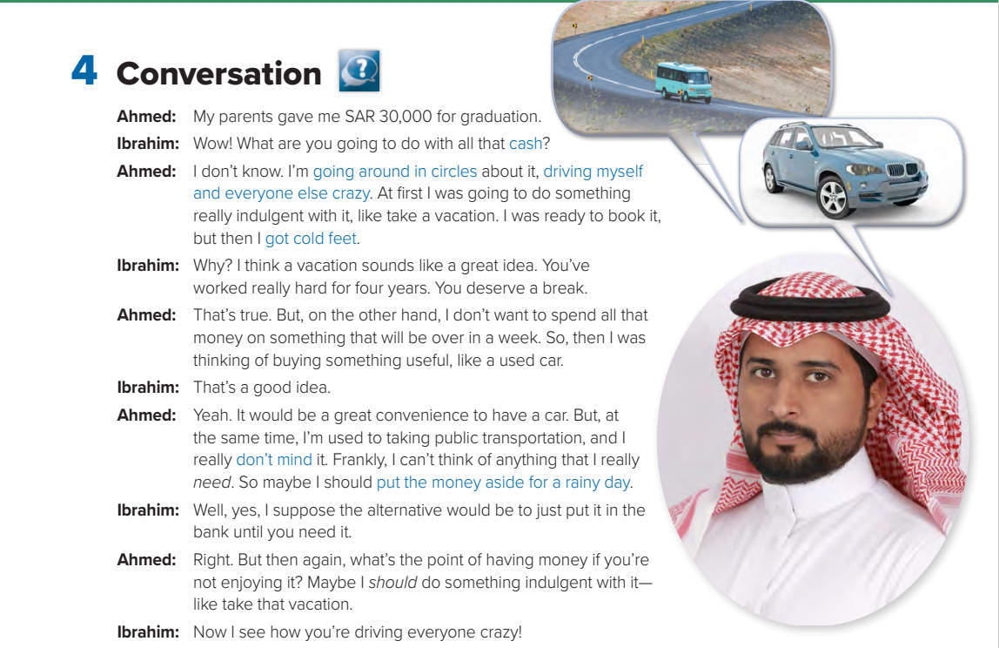 4 Conversation
Ahmed: My parents gave me SAR 30,000 for graduation.
Ibrahim: Wow! What are you going to do with all that cash?
Ahmed: I don’t know. I’m going around in circles about it, driving myself
and everyone else crazy. At first I was going to do something
really indulgent with it, like take a vacation. I was ready to book it,
but then I got cold feet.
Ibrahim: Why? I think a vacation sounds like a great idea. You’ve
worked really hard for four years. You deserve a break.
Ahmed: That’s true. But, on the other hand, I don’t want to spend all that
money on something that will be over in a week. So, then I was
thinking of buying something useful, like a used car.
Ibrahim: That’s a good idea.
Ahmed: Yeah. It would be a great convenience to have a car. But, at
the same time, I’m used to taking public transportation, and I
really don’t mind it. Frankly, I can’t think of anything that I really
need. So maybe I should put the money aside for a rainy day.
Ibrahim: Well, yes, I suppose the alternative would be to just put it in the
bank until you need it.
Ahmed: Right. But then again, what’s the point of having money if you’re
not enjoying it? Maybe I should do something indulgent with it—
like take that vacation.
Ibrahim: Now I see how you’re driving everyone crazy!